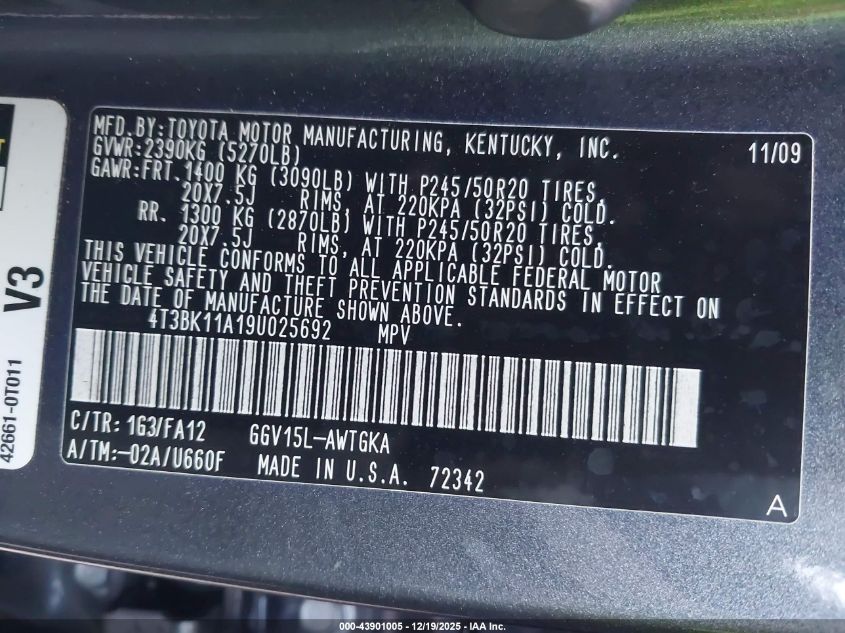 MFD.BY:TOYOTA MOTOR MANUFACTURING, KENTUCKY, INC. 11/09
GVWR:2390KG (5270LB)
GAWR:FRT.1400 KG (3090LB) WITH P245/50R20 TIRES,
20X7.5J RIMS, AT 220KPA (32PSI) COLD.
RR. 1300 KG (2870LB) WITH P245/50R20 TIRES,
20X7.5J RIMS, AT 220KPA (32PSI) COLD.
THIS VEHICLE CONFORMS TO ALL APPLICABLE FEDERAL MOTOR
VEHICLE SAFETY AND THEFT PREVENTION STANDARDS IN EFFECT ON
THE DATE OF MANUFACTURE SHOWN ABOVE.
4T3BK11A19U025692 MPV
C/TR: 1G3/FA12 GGV15L-AWTGKA
A/TM:-02A/U660F MADE IN U.S.A. 72342
A
42661-0T011
V3
000-43901005 - 12/19/2025 - IAA Inc.